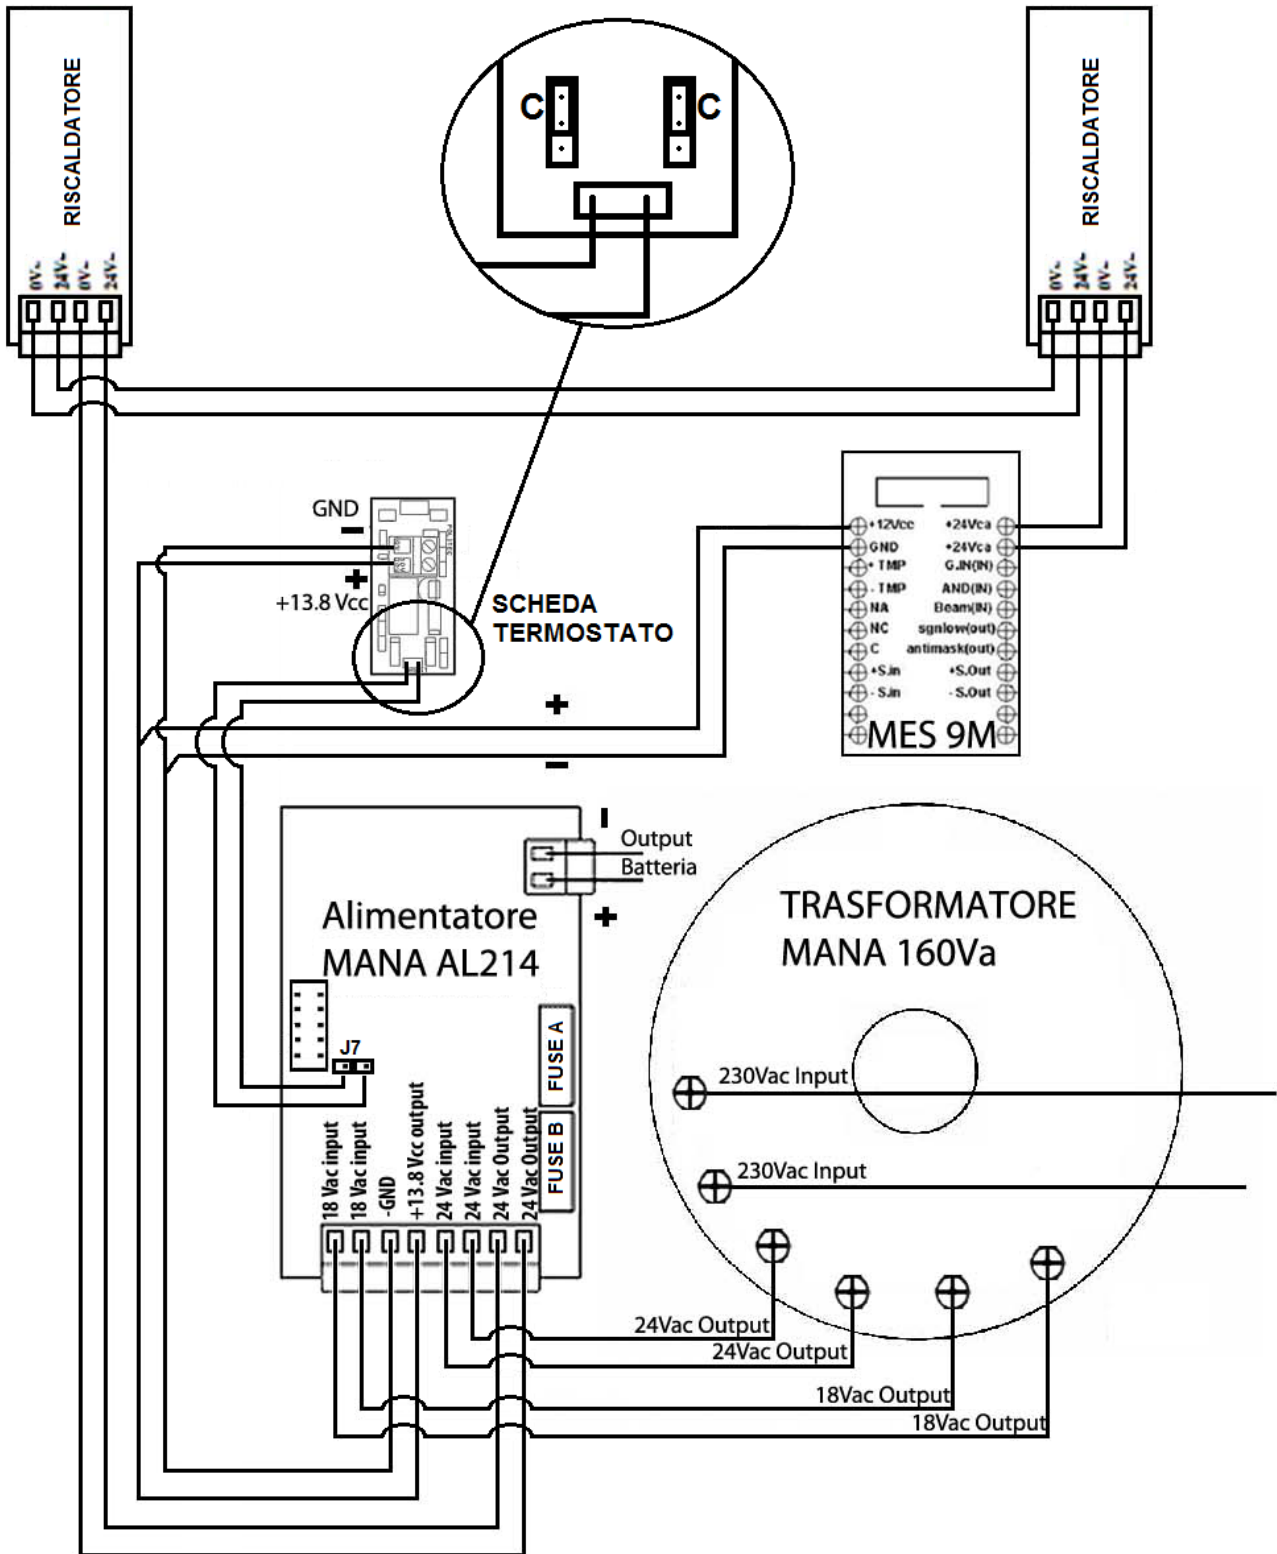 RISCALDATORE
0V~
24V~
0V~
24V~
C
C
RISCALDATORE
0V~
24V~
0V~
24V~
GND
-
+
+13.8 Vcc
SCHEDA
TERMOSTATO
+12Vcc +24Vca
GND +24Vca
+ TMP G.IN(IN)
- TMP AND(IN)
NA Beam(IN)
NC sgnlow(out)
C antimask(out)
+S.in +S.Out
- S.in - S.Out
MES 9M
+
-
-
Output
Batteria
+
Alimentatore
MANA AL214
J7
FUSE A
FUSE B
18 Vac input
18 Vac input
-GND
+13.8 Vcc output
24 Vac input
24 Vac input
24 Vac Output
24 Vac Output
TRASFORMATORE
MANA 160Va
230Vac Input
230Vac Input
24Vac Output
24Vac Output
18Vac Output
18Vac Output